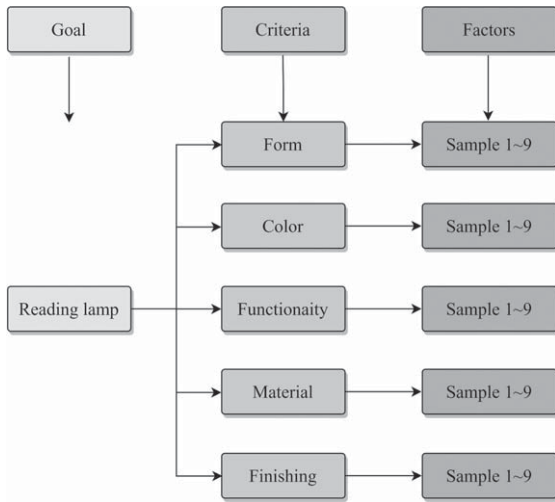 Goal
Criteria
Factors
Form
Sample 1~9
Color
Sample 1~9
Reading lamp
Functionaity
Sample 1~9
Material
Sample 1~9
Finishing
Sample 1~9